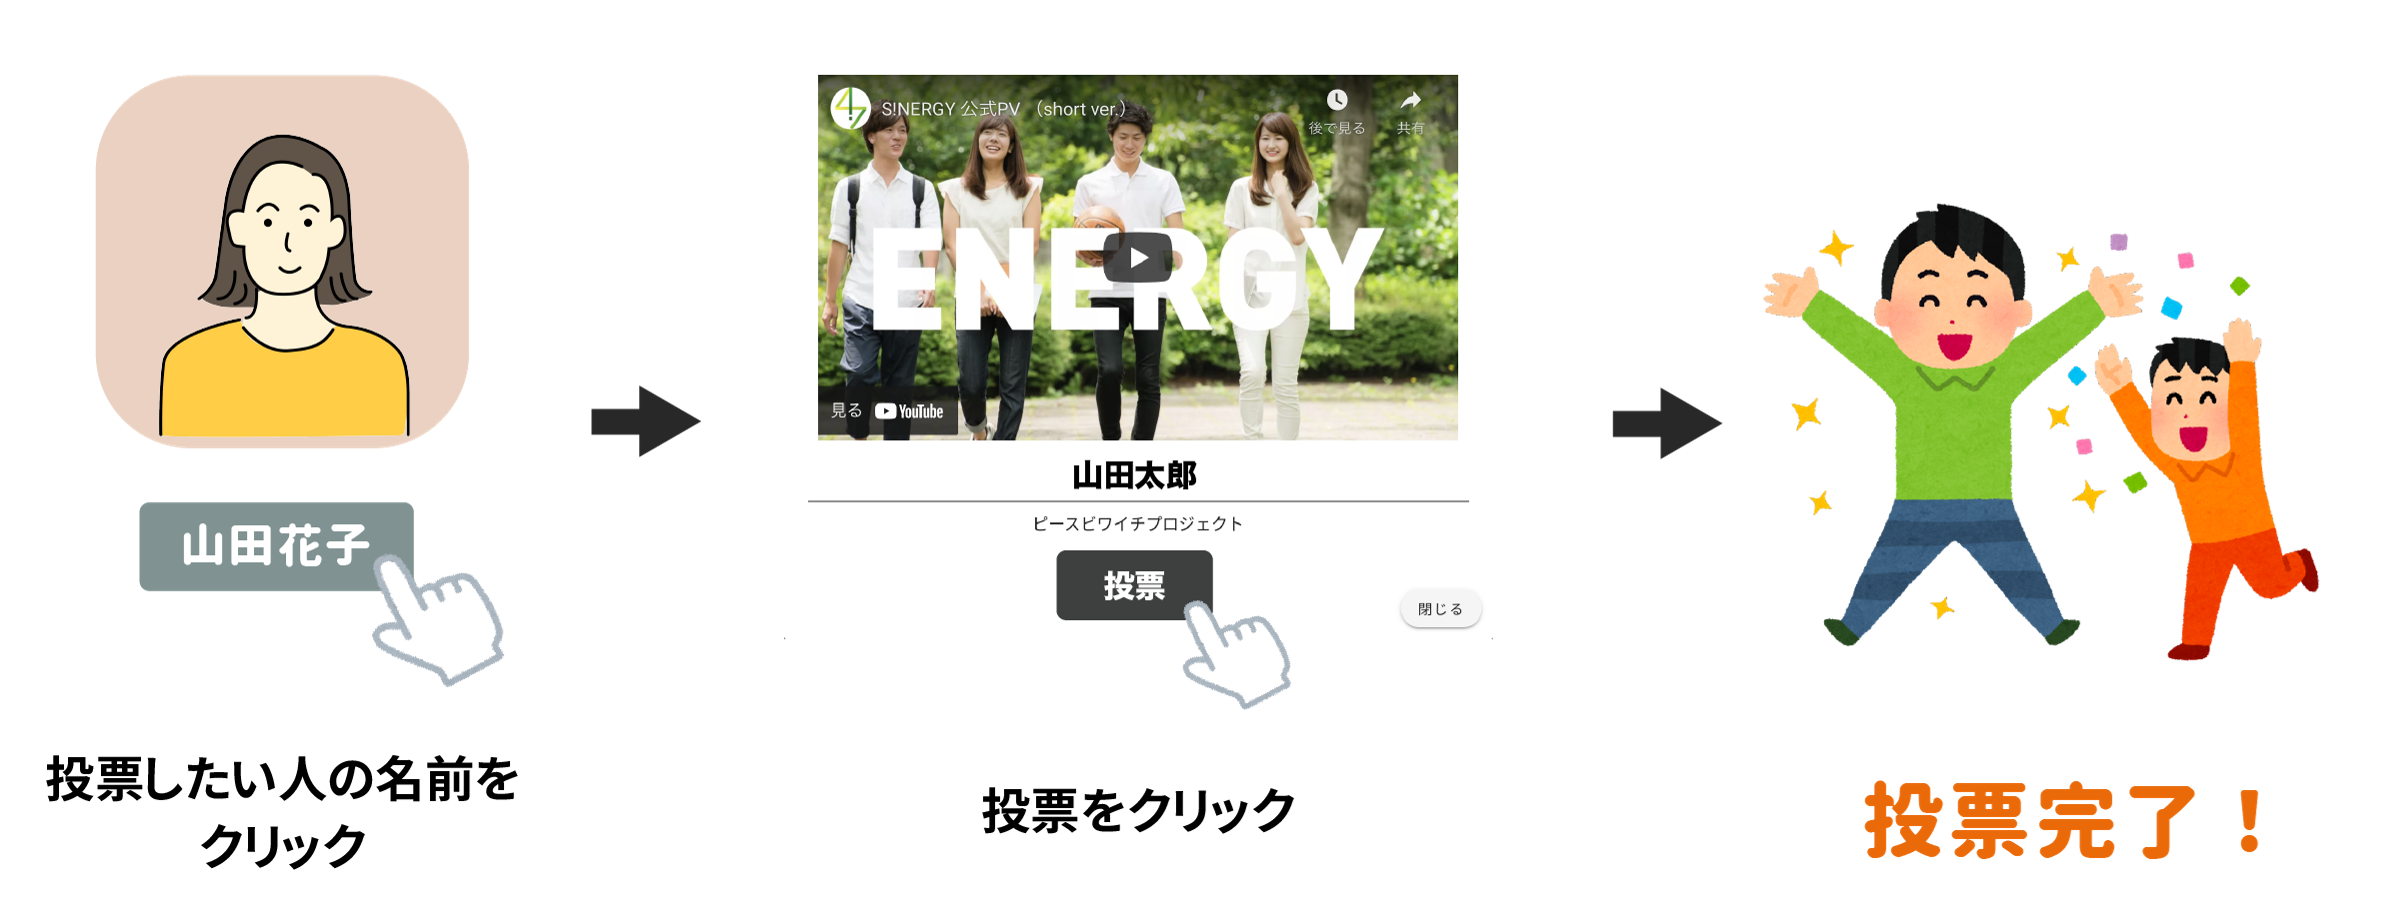 山田花子
投票したい人の名前を
クリック
S!NERGY 公式PV （short ver.）
後で見る
共有
ENERGY
見る YouTube
山田太郎
ピースビワイチプロジェクト
投票
閉じる
投票をクリック
投票完了！